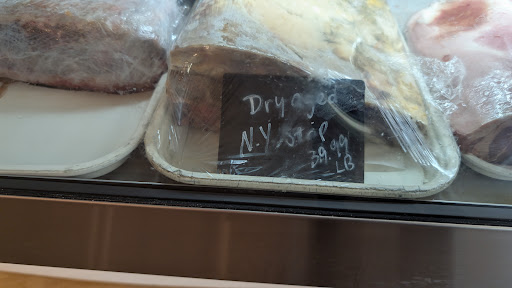 Dry aged
N.Y. strip
39.99
LB